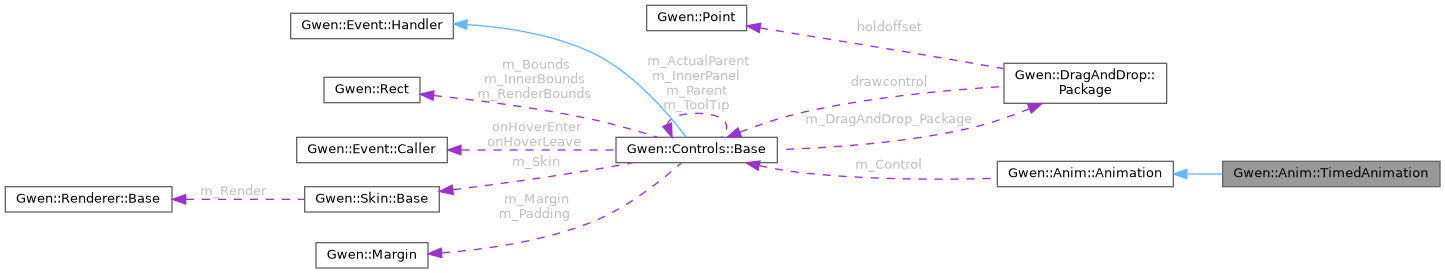 Gwen::Event::Handler
Gwen::Point
holdoffset
m_ActualParent
m_InnerPanel
m_Parent
m_ToolTip
m_Bounds
m_InnerBounds
m_RenderBounds
Gwen::Rect
drawcontrol
Gwen::DragAndDrop::
Package
m_DragAndDrop_Package
onHoverEnter
onHoverLeave
Gwen::Event::Caller
Gwen::Controls::Base
m_Skin
m_Control
Gwen::Anim::Animation
Gwen::Anim::TimedAnimation
m_Render
Gwen::Renderer::Base
Gwen::Skin::Base
m_Margin
m_Padding
Gwen::Margin